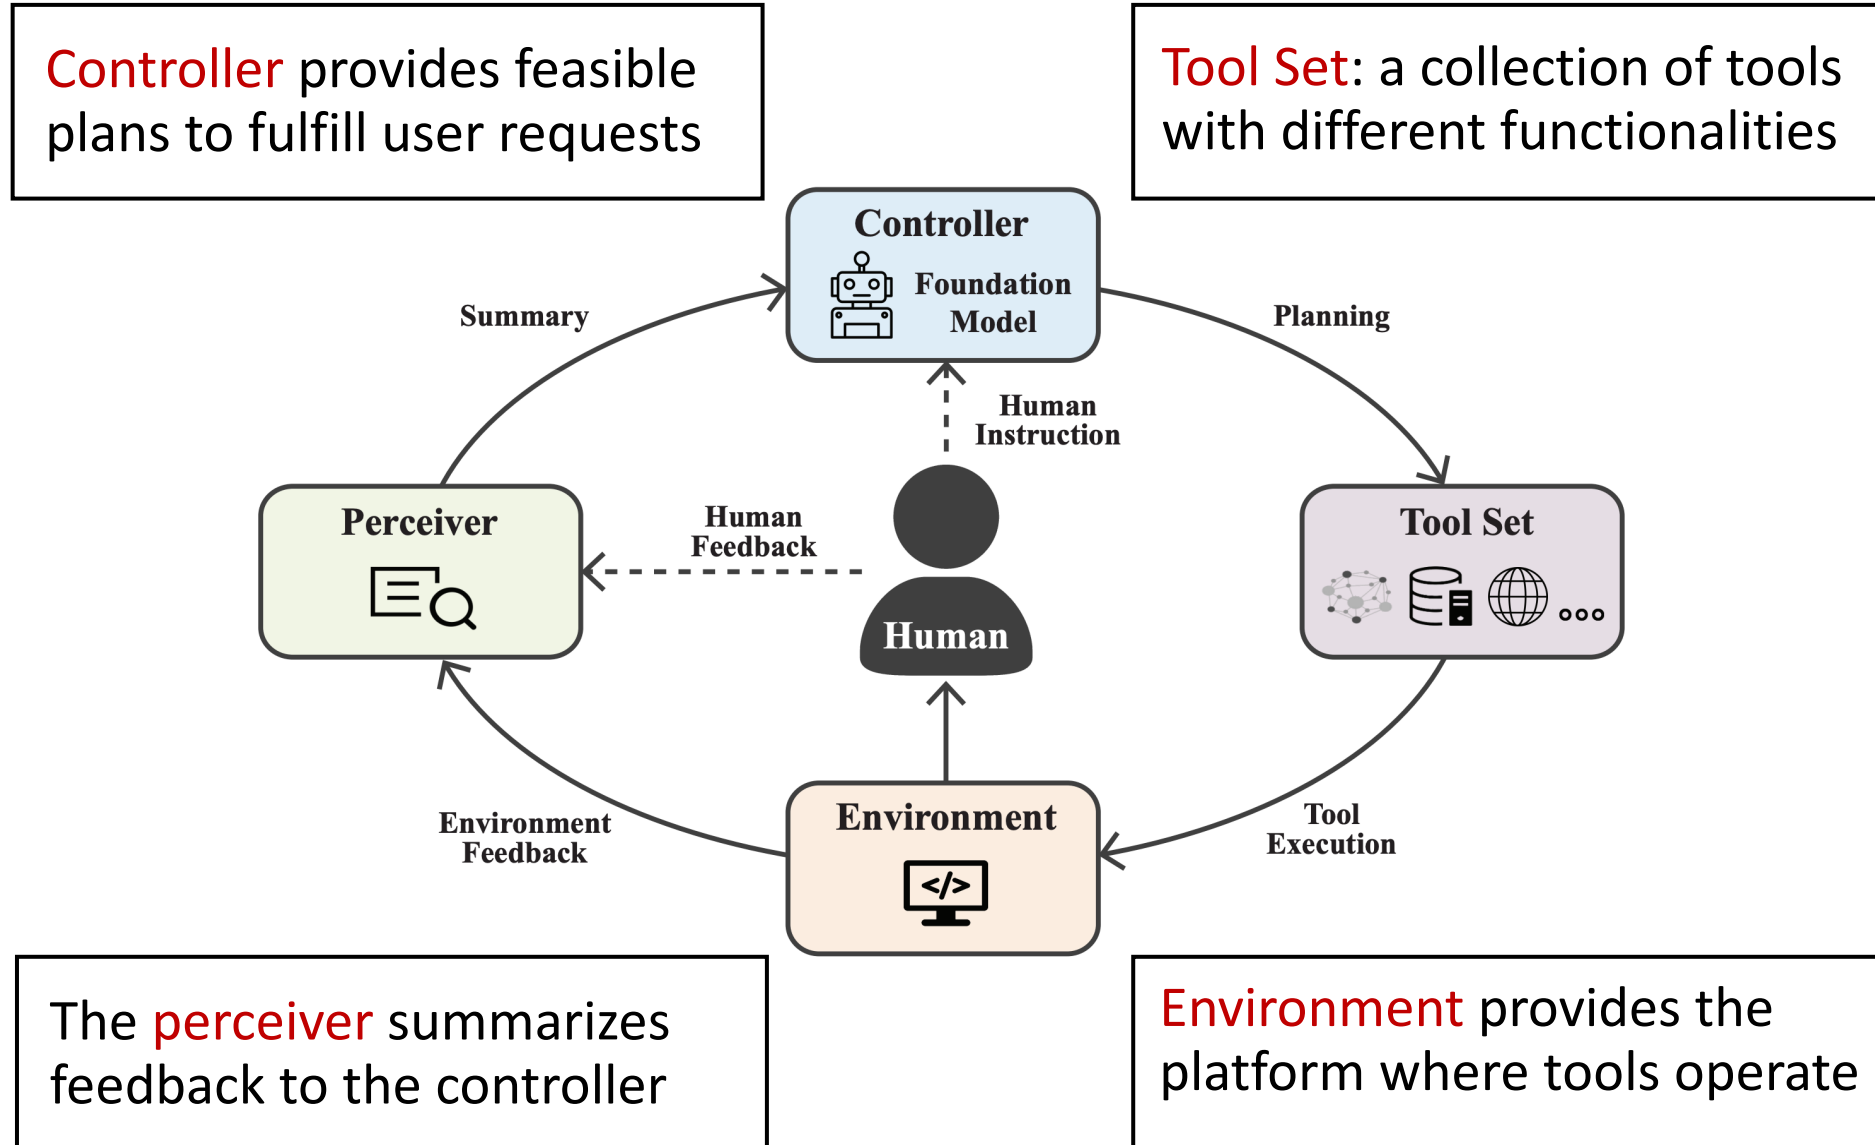 Controller provides feasible
plans to fulfill user requests
Tool Set: a collection of tools
with different functionalities
Controller
Foundation
Model
Summary
Planning
Human
Instruction
Perceiver
Human
Feedback
Tool Set
Human
Environment
Feedback
Environment
</>
Tool
Execution
The perceiver summarizes
feedback to the controller
Environment provides the
platform where tools operate